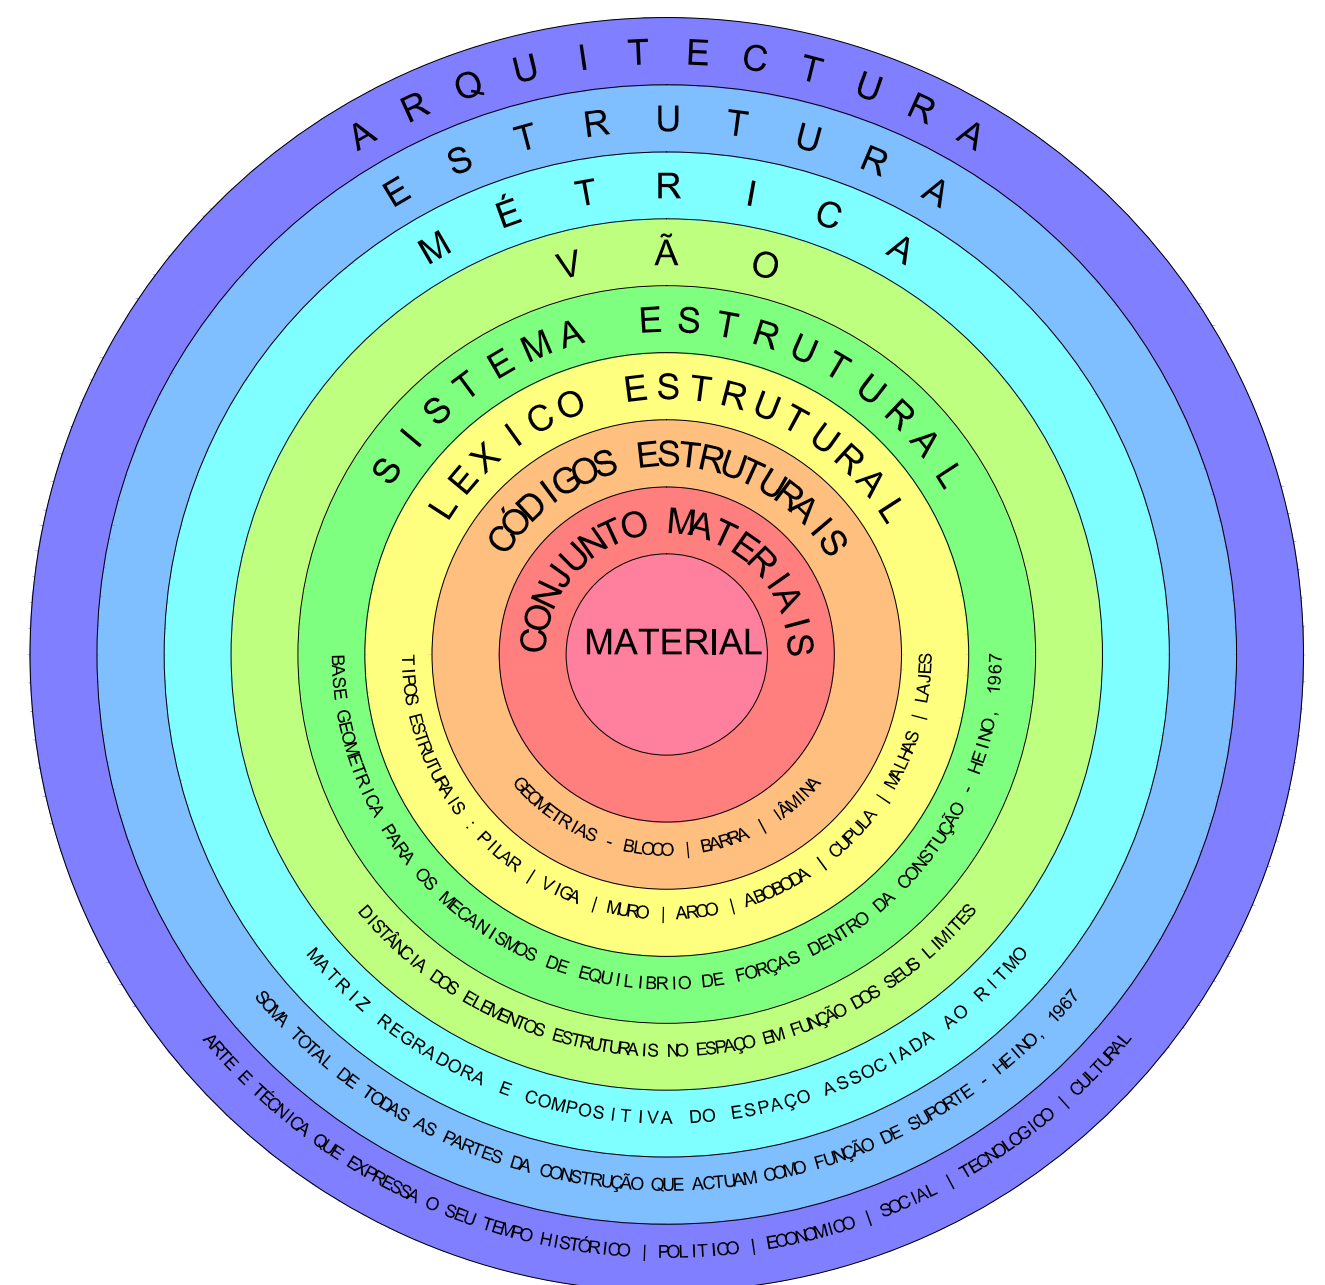 ARQUITECTURA
ESTRUTURA
MÉTRICA
VÃO
SISTEMA ESTRUTURAL
LEXICO ESTRUTURAL
CÓDIGOS ESTRUTURAIS
CONJUNTO MATERIAIS
MATERIAL
GEOMETRIAS - BLOCO | BARRA | lÂMINA
TIPOS ESTRUTURAIS : PILAR | VIGA | MURO | ARCO | ABOBODA | CUPULA | MALHAS | LAJES
BASE GEOMETRICA PARA OS MECANISMOS DE EQUILIBRIO DE FORÇAS DENTRO DA CONSTUÇÃO - HEINO, 1967
DISTÂNCIA DOS ELEMENTOS ESTRUTURAIS NO ESPAÇO EM FUNÇÃO DOS SEUS LIMITES
MATRIZ REGRADORA E COMPOSITIVA DO ESPAÇO ASSOCIADA AO RITMO
SOMA TOTAL DE TODAS AS PARTES DA CONSTRUÇÃO QUE ACTUAM COMO FUNÇÃO DE SUPORTE - HEINO, 1967
ARTE E TÉCNICA QUE EXPRESSA O SEU TEMPO HISTÓRICO | POLITICO | ECONOMICO | SOCIAL | TECNOLOGICO | CULTURAL